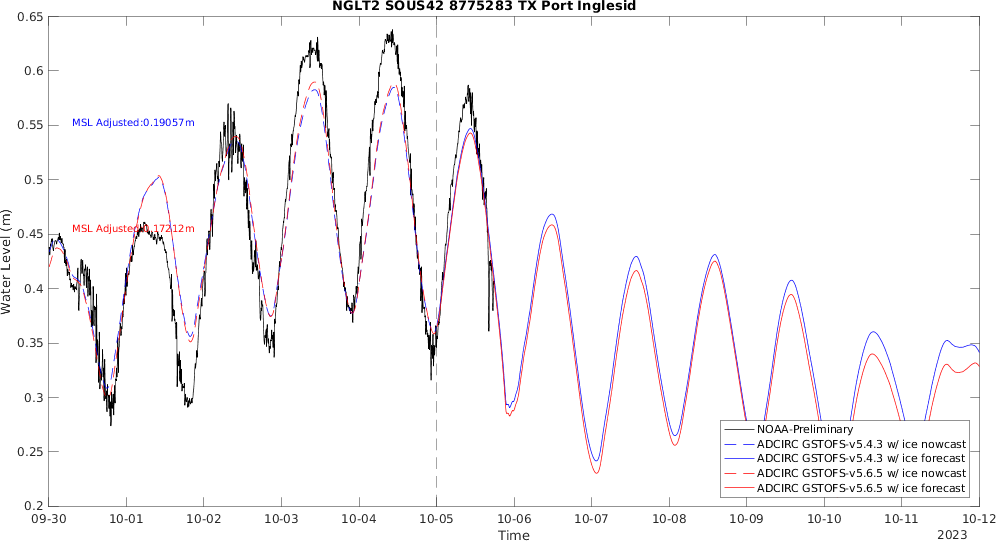 NGLT2 SOUS42 8775283 TX Port Inglesid
Water Level (m)
0.65
0.6
0.55
0.5
0.45
0.4
0.35
0.3
0.25
0.2
MSL Adjusted:0.19057m
MSL Adjusted:0.17212m
NOAA-Preliminary
ADCIRC GSTOFS-v5.4.3 w/ ice nowcast
ADCIRC GSTOFS-v5.4.3 w/ ice forecast
ADCIRC GSTOFS-v5.6.5 w/ ice nowcast
ADCIRC GSTOFS-v5.6.5 w/ ice forecast
09-30 10-01 10-02 10-03 10-04 10-05 10-06 10-07 10-08 10-09 10-10 10-11 10-12
Time
2023